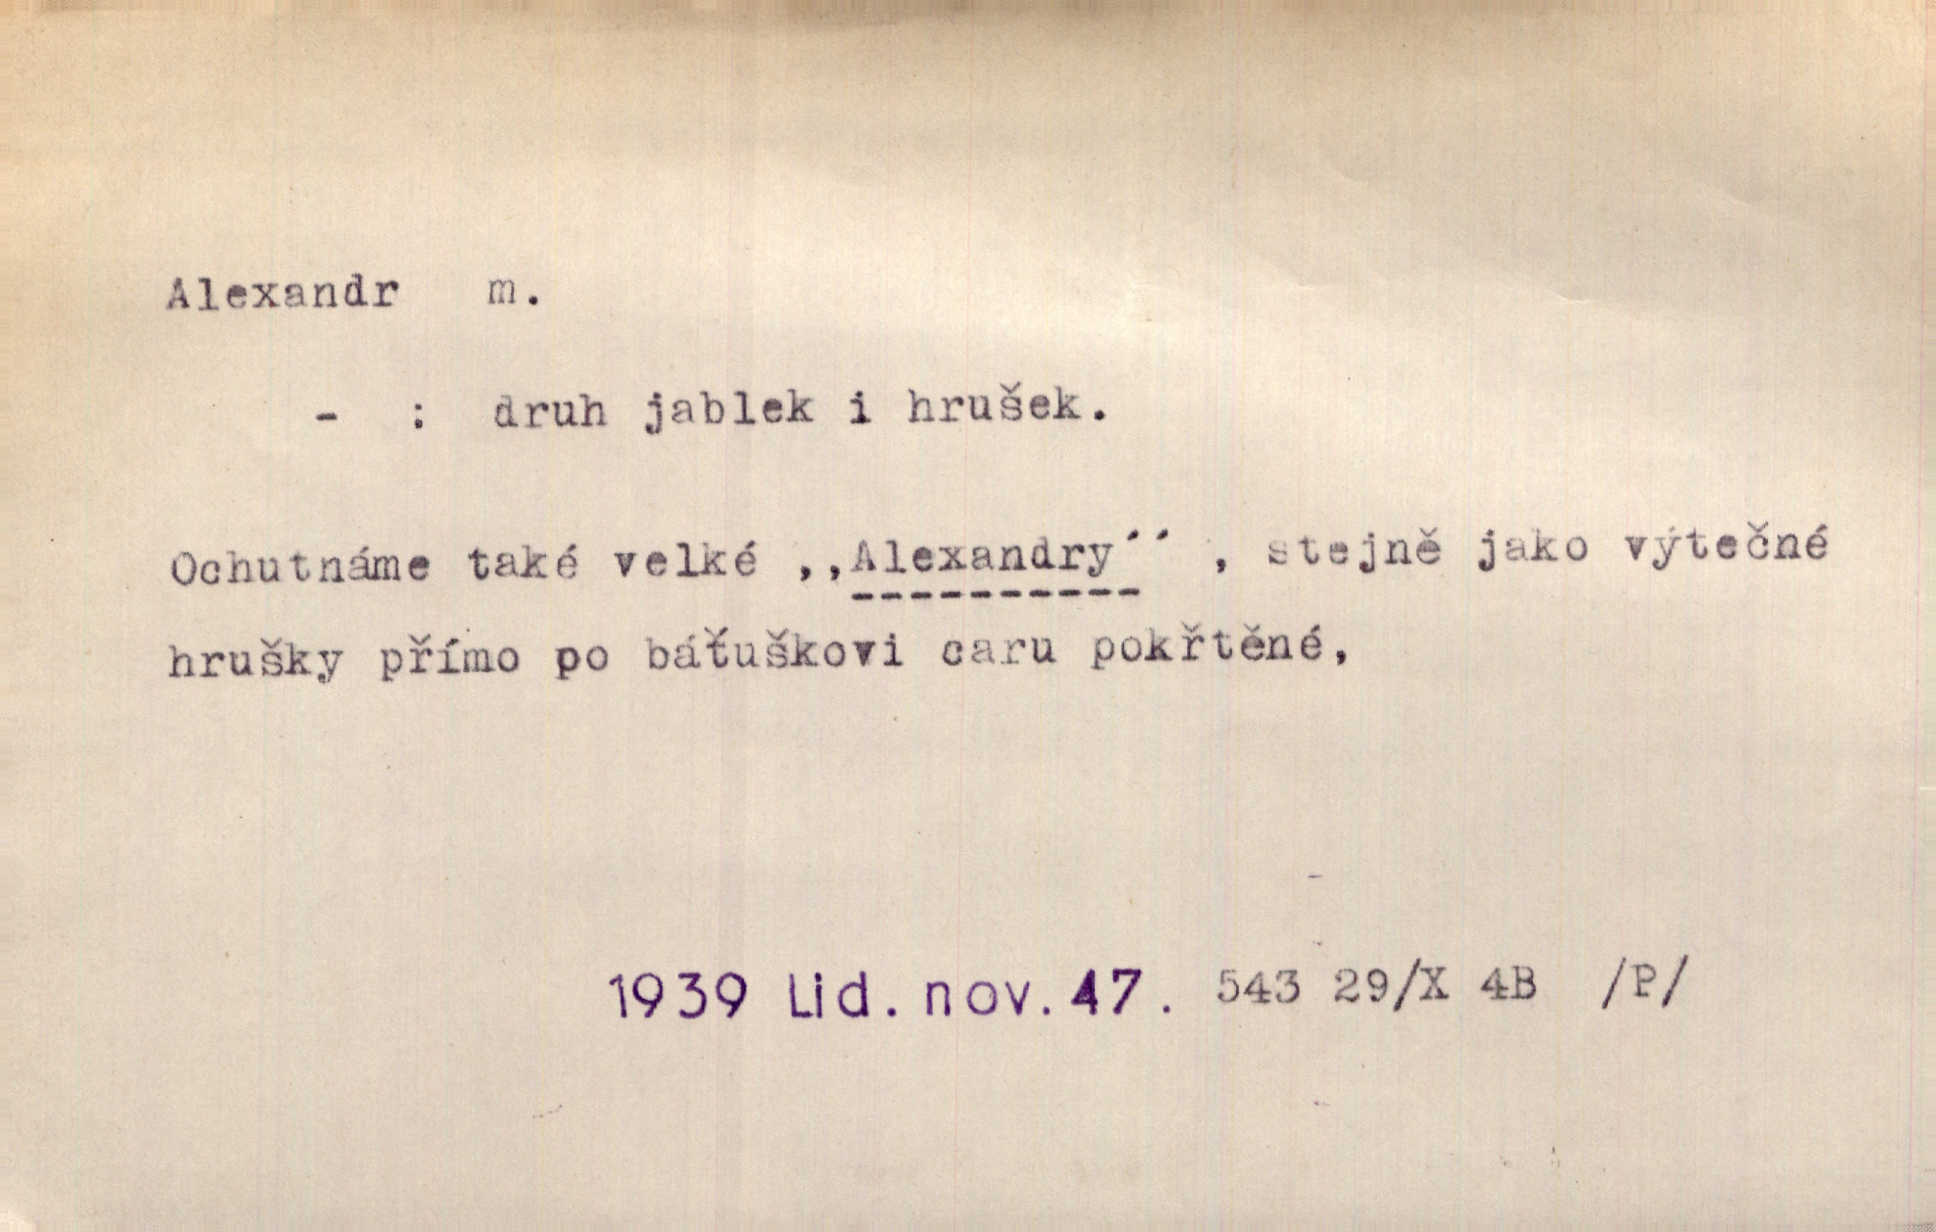 Alexandr m.
- : druh jablek i hrušek.
Ochutnáme také velké ,,Alexandry´´ , stejně jako výtečné
hrušky přímo po báťuškovi caru pokřtěné,
1939 Lid. nov. 47. 543 29/X 4B /P/